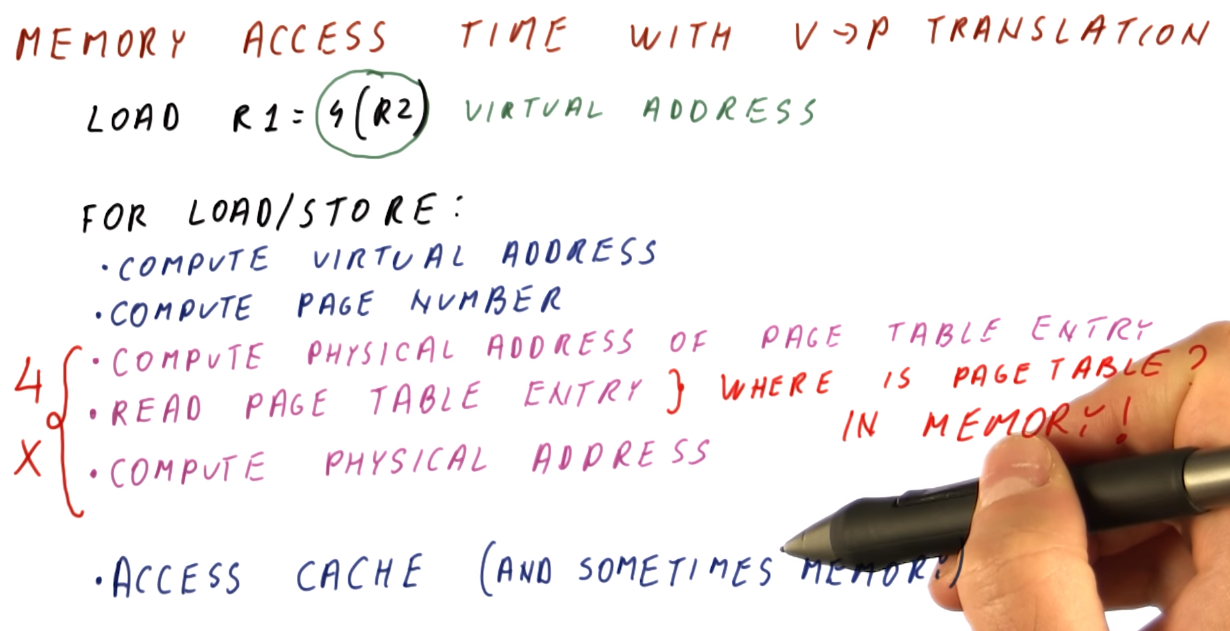 MEMORY ACCESS TIME WITH V→P TRANSLATION
LOAD R1 = 4(R2) VIRTUAL ADDRESS
FOR LOAD/STORE:
· COMPUTE VIRTUAL ADDRESS
· COMPUTE PAGE NUMBER
· COMPUTE PHYSICAL ADDRESS OF PAGE TABLE ENTRY
· READ PAGE TABLE ENTRY } WHERE IS PAGE TABLE?
IN MEMORY!
4X
· COMPUTE PHYSICAL ADDRESS
· ACCESS CACHE (AND SOMETIMES MEMORY)